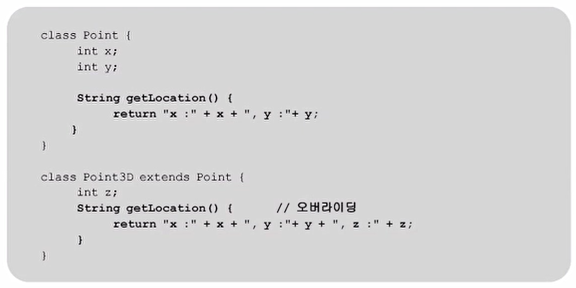 class Point {
int x;
int y;
String getLocation() {
return "x :" + x + ", y :"+ y;
}
}
class Point3D extends Point {
int z;
String getLocation() { // 오버라이딩
return "x :" + x + ", y :"+ y + ", z :" + z;
}
}